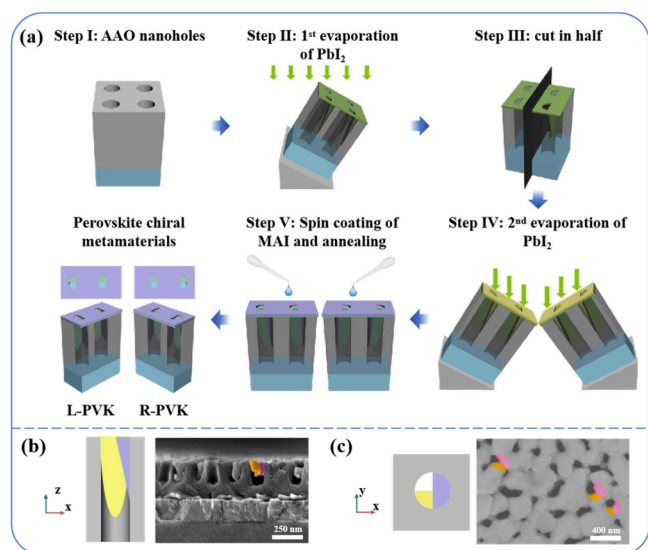 (a)
Step I: AAO nanoholes
Step II: 1st evaporation
of PbI2
Step III: cut in half
Perovskite chiral
metamaterials
Step V: Spin coating of
MAI and annealing
Step IV: 2nd evaporation of
PbI2
L-PVK
R-PVK
(b)
z
x
250 nm
(c)
y
x
400 nm